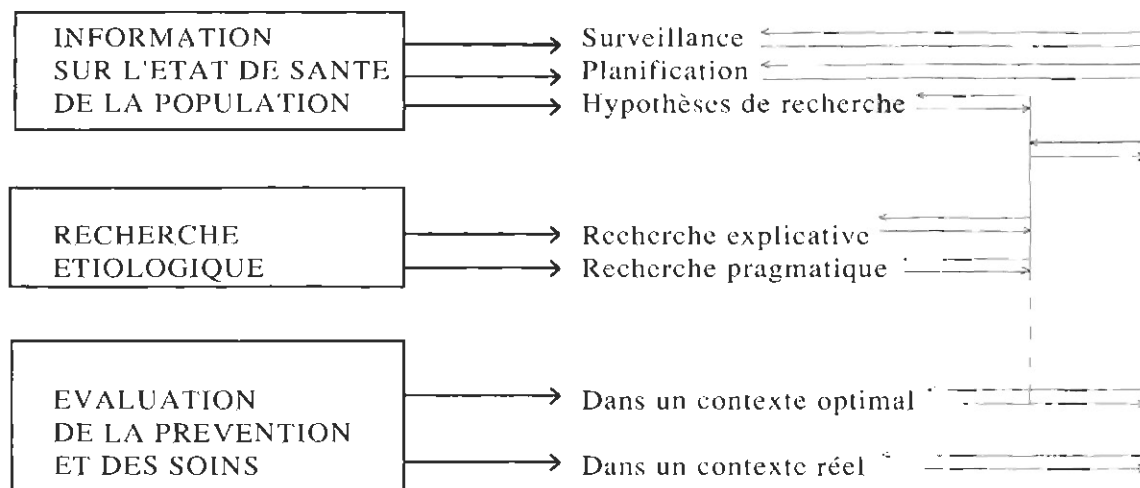 INFORMATION
SUR L'ETAT DE SANTE
DE LA POPULATION
Surveillance
Planification
Hypothèses de recherche
RECHERCHE
ETIOLOGIQUE
Recherche explicative
Recherche pragmatique
EVALUATION
DE LA PREVENTION
ET DES SOINS
Dans un contexte optimal
Dans un contexte réel